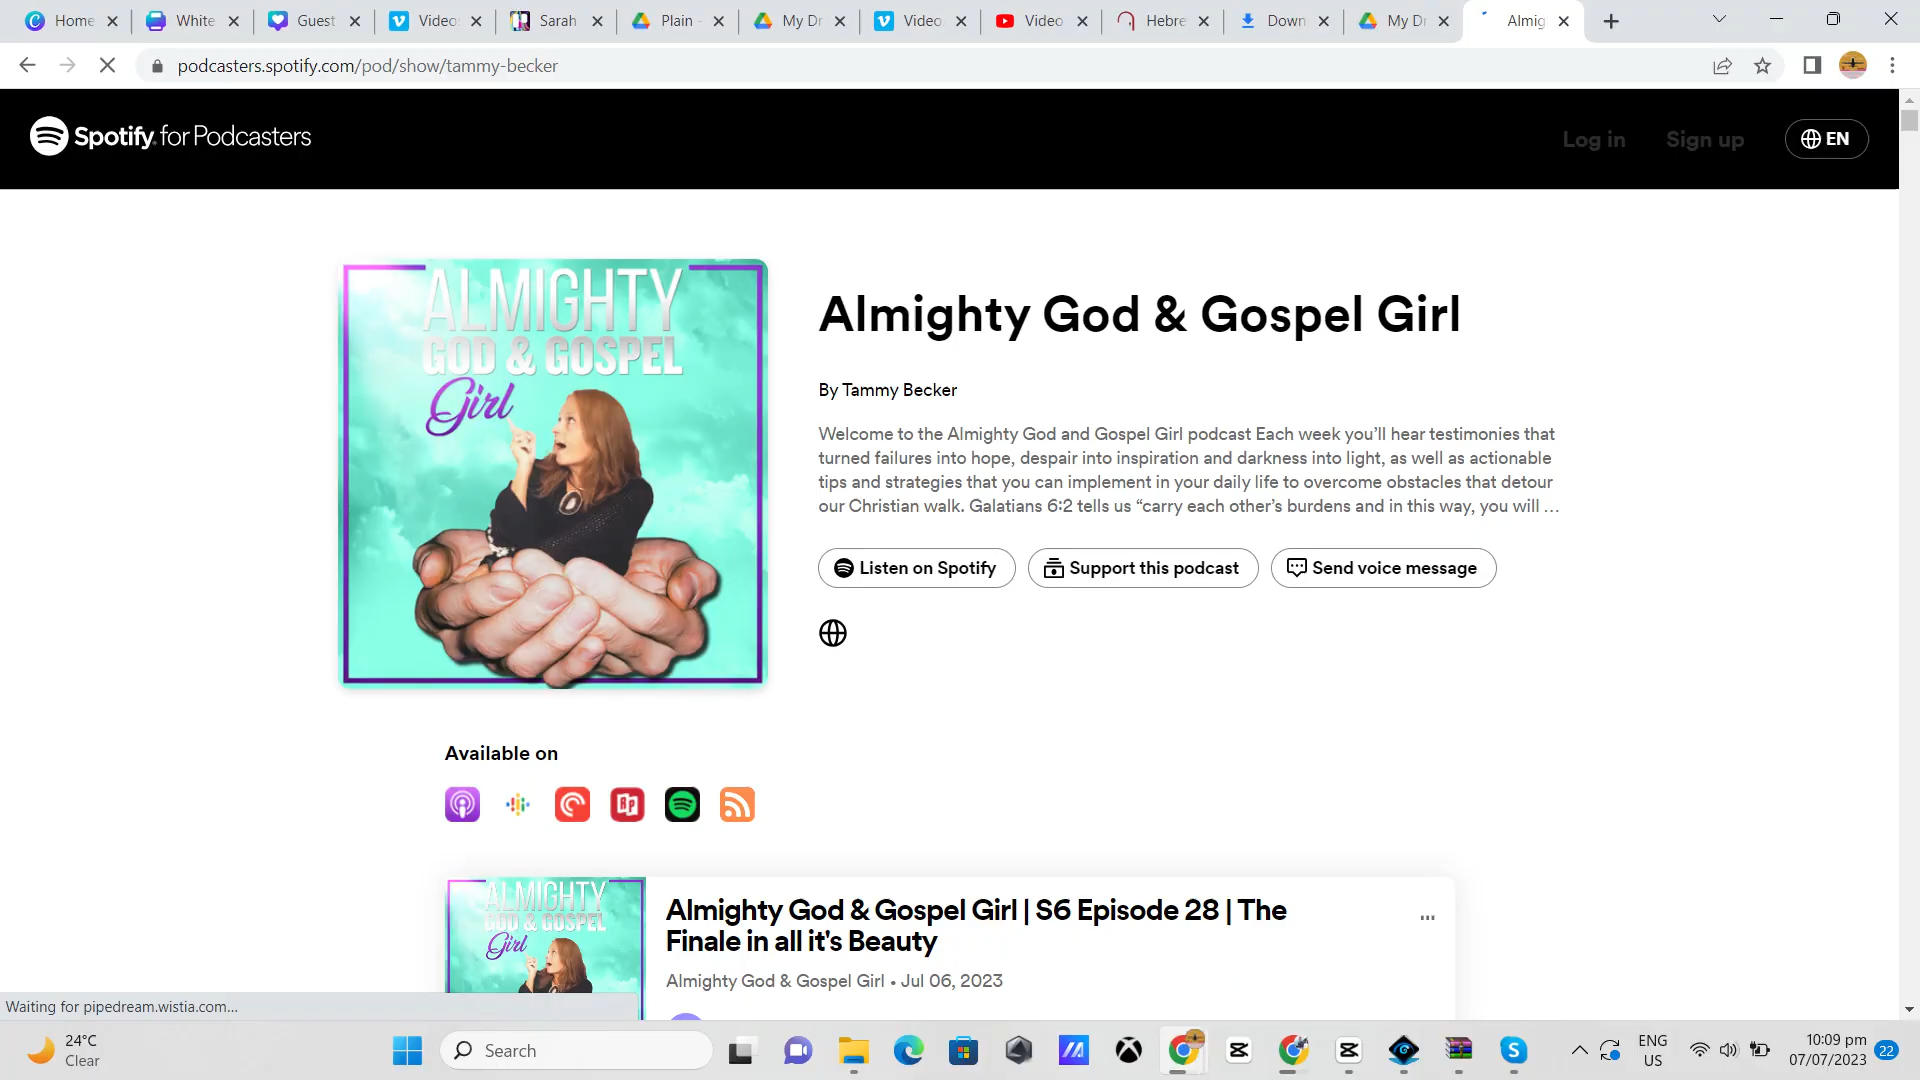 Home
White
Guest
Video
Sarah
Plain -
My Dr
Video
Video
Hebre
Down
My Dr
Almig
podcasters.spotify.com/pod/show/tammy-becker
Spotify for Podcasters
Log in
Sign up
EN
ALMIGHTY
GOD & GOSPEL
Girl
Almighty God & Gospel Girl
By Tammy Becker
Welcome to the Almighty God and Gospel Girl podcast Each week you’ll hear testimonies that
turned failures into hope, despair into inspiration and darkness into light, as well as actionable
tips and strategies that you can implement in your daily life to overcome obstacles that detour
our Christian walk. Galatians 6:2 tells us “carry each other’s burdens and in this way, you will …
Listen on Spotify
Support this podcast
Send voice message
Available on
ALMIGHTY
GOD & GOSPEL
Girl
Almighty God & Gospel Girl | S6 Episode 28 | The
Finale in all it's Beauty
Almighty God & Gospel Girl • Jul 06, 2023
Waiting for pipedream.wistia.com...
24°C
Clear
Search
ENG
US
10:09 pm
07/07/2023
22